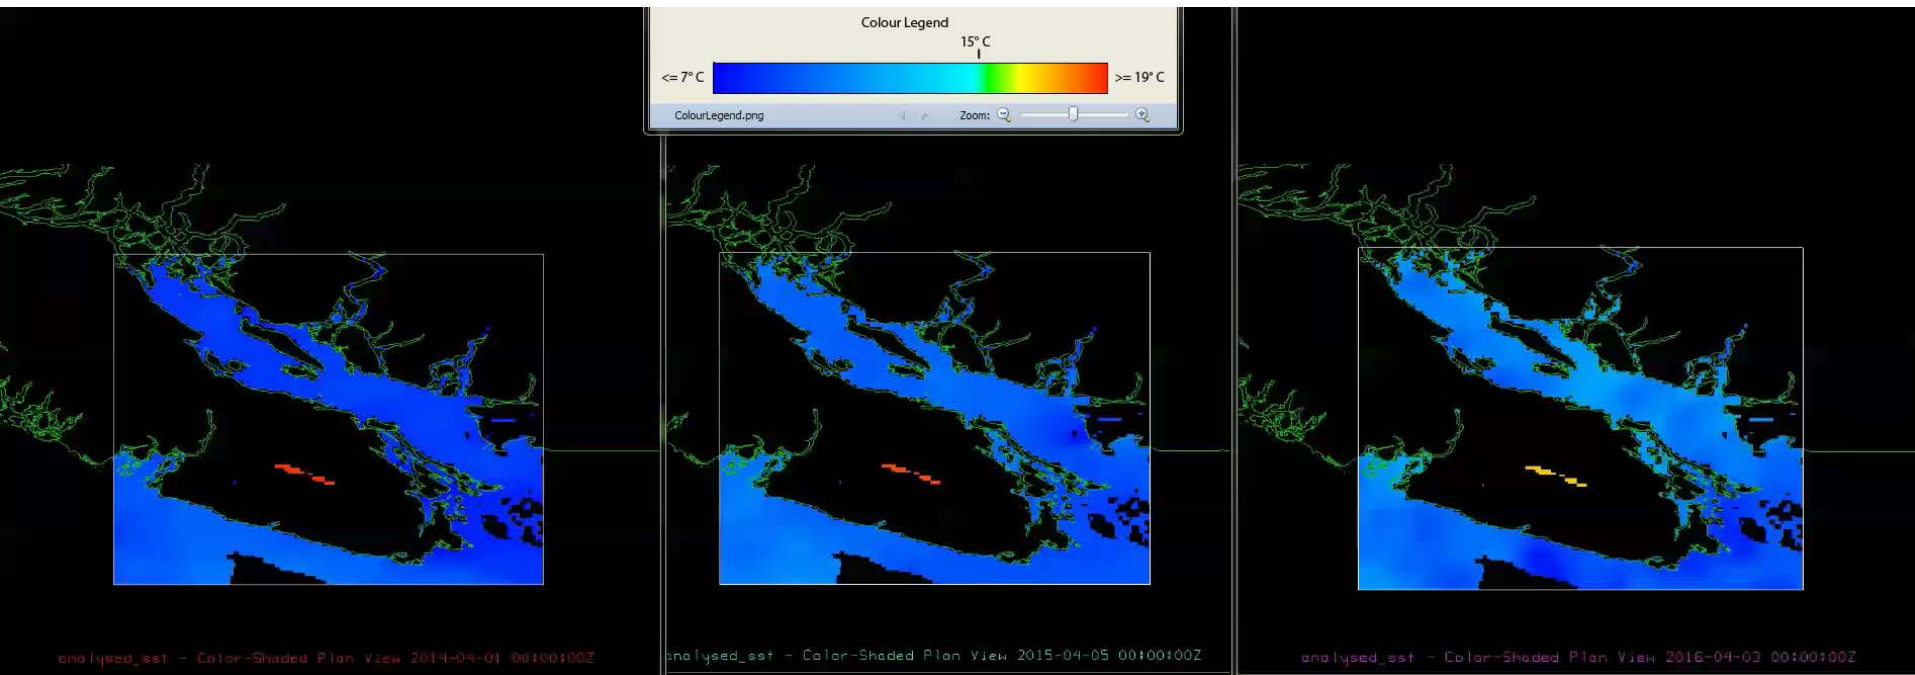 Colour Legend
15° C
<= 7° C
>= 19° C
ColourLegend.png
Zoom:
analysed_sst - Color-Shaded Plan View 2014-04-01 00:00:00Z
analysed_sst - Color-Shaded Plan View 2015-04-05 00:00:00Z
analysed_sst - Color-Shaded Plan View 2016-04-03 00:00:00Z